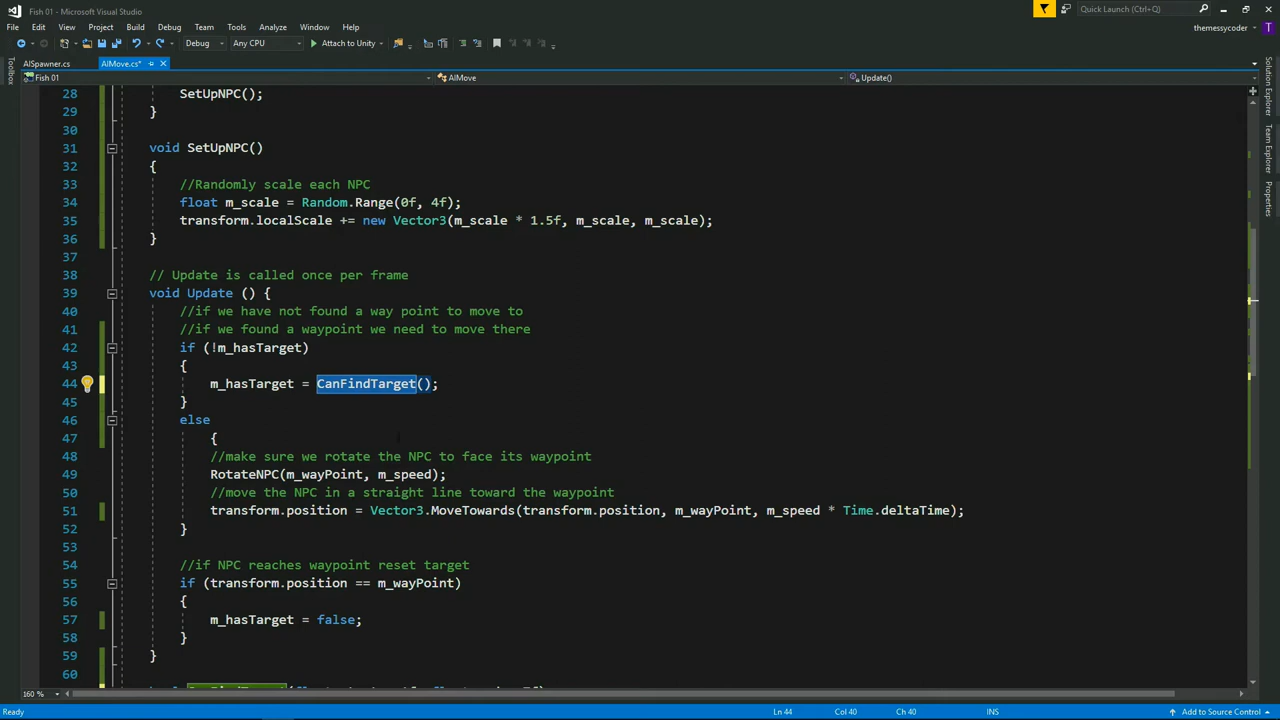 Fish 01 - Microsoft Visual Studio
Quick Launch (Ctrl+Q)
File Edit View Project Build Debug Team Tools Analyze Window Help
themessycoder T
Debug Any CPU Attach to Unity
AISpawner.cs AIMove.cs*
Fish 01 AIMove Update()
Toolbox
Solution Explorer
Team Explorer
Properties
28 SetUpNPC();
29 }
30
31 void SetUpNPC()
32 {
33 //Randomly scale each NPC
34 float m_scale = Random.Range(0f, 4f);
35 transform.localScale += new Vector3(m_scale * 1.5f, m_scale, m_scale);
36 }
37
38 // Update is called once per frame
39 void Update () {
40 //if we have not found a way point to move to
41 //if we found a waypoint we need to move there
42 if (!m_hasTarget)
43 {
44 m_hasTarget = CanFindTarget();
45 }
46 else
47 {
48 //make sure we rotate the NPC to face its waypoint
49 RotateNPC(m_wayPoint, m_speed);
50 //move the NPC in a straight line toward the waypoint
51 transform.position = Vector3.MoveTowards(transform.position, m_wayPoint, m_speed * Time.deltaTime);
52 }
53
54 //if NPC reaches waypoint reset target
55 if (transform.position == m_wayPoint)
56 {
57 m_hasTarget = false;
58 }
59 }
60
160 %
Ready Ln 44 Col 40 Ch 40 INS Add to Source Control